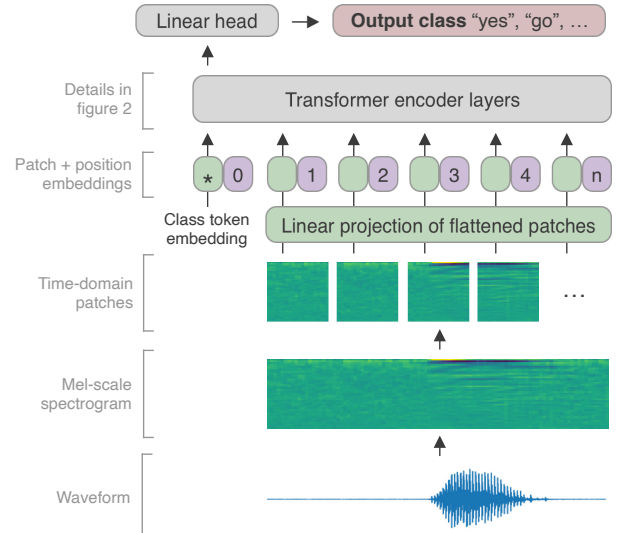 Linear head
Output class “yes”, “go”, ...
Details in
figure 2
Transformer encoder layers
Patch + position
embeddings
* 0 1 2 3 4 n
Class token
embedding
Linear projection of flattened patches
Time-domain
patches
...
Mel-scale
spectrogram
Waveform